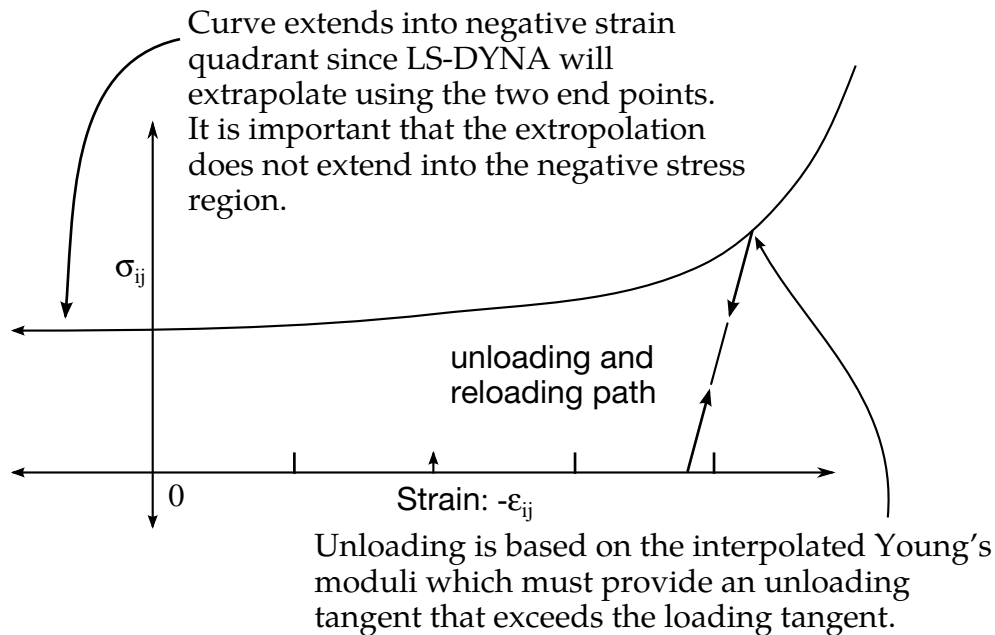 Curve extends into negative strain
quadrant since LS-DYNA will
extrapolate using the two end points.
It is important that the extropolation
does not extend into the negative stress
region.
σij
unloading and
reloading path
0
Strain: -εij
Unloading is based on the interpolated Young's
moduli which must provide an unloading
tangent that exceeds the loading tangent.